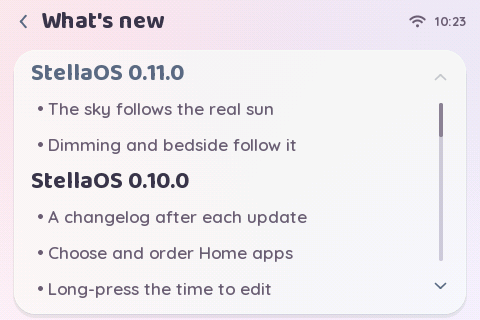 What's new
10:23
StellaOS 0.11.0
• The sky follows the real sun
• Dimming and bedside follow it
StellaOS 0.10.0
• A changelog after each update
• Choose and order Home apps
• Long-press the time to edit